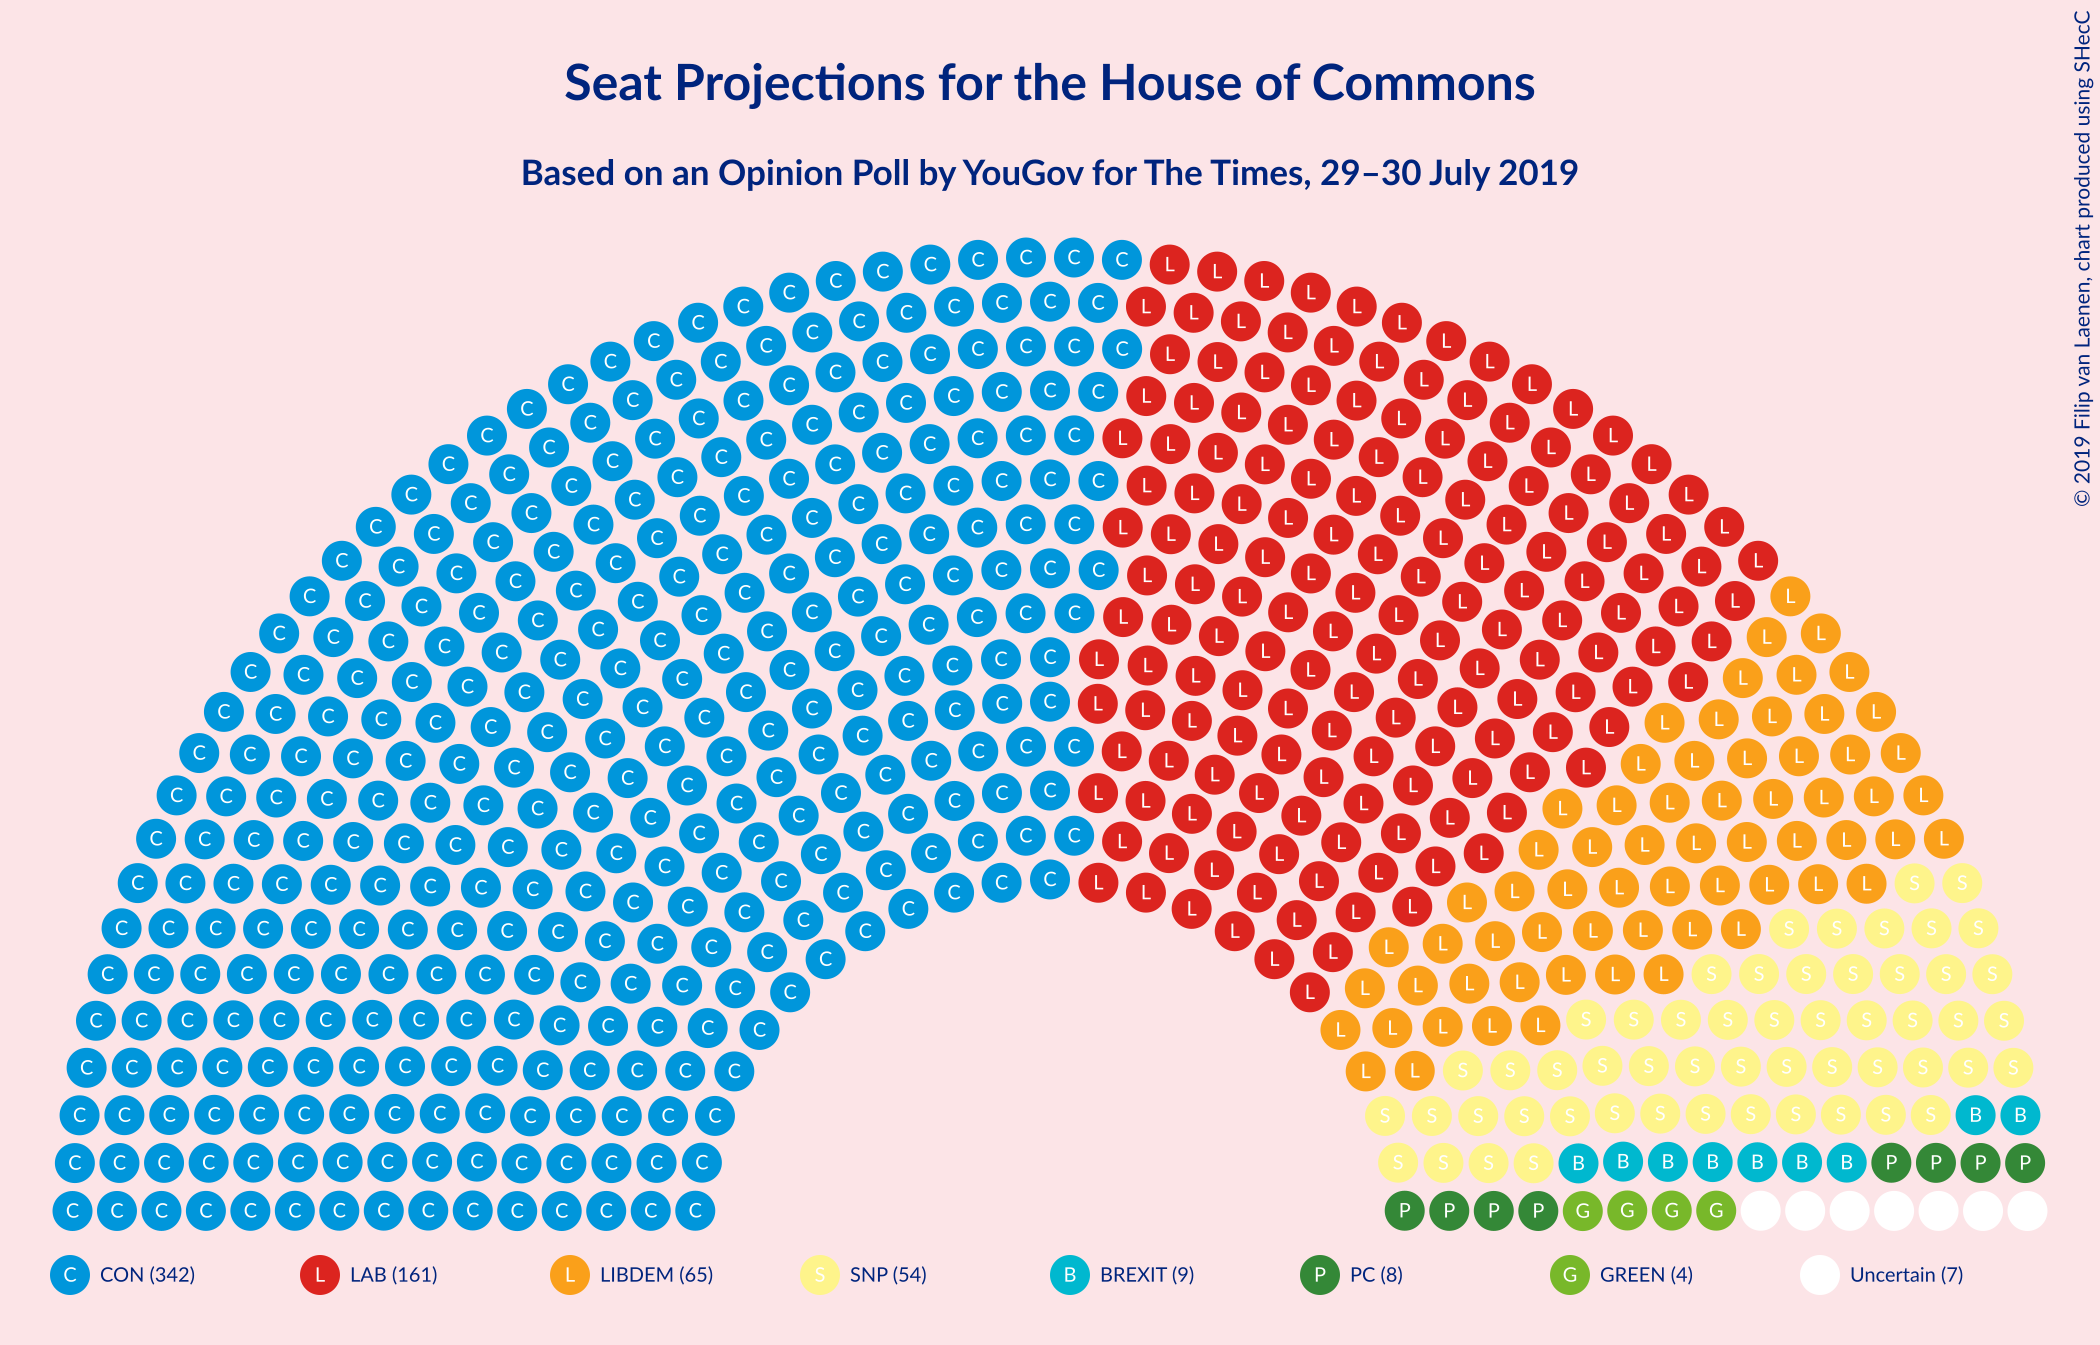 Seat Projections for the House of Commons
Based on an Opinion Poll by YouGov for The Times, 29–30 July 2019
© 2019 Filip van Laenen, chart produced using SHecC
C CON (342)
L LAB (161)
L LIBDEM (65)
S SNP (54)
B BREXIT (9)
P PC (8)
G GREEN (4)
Uncertain (7)